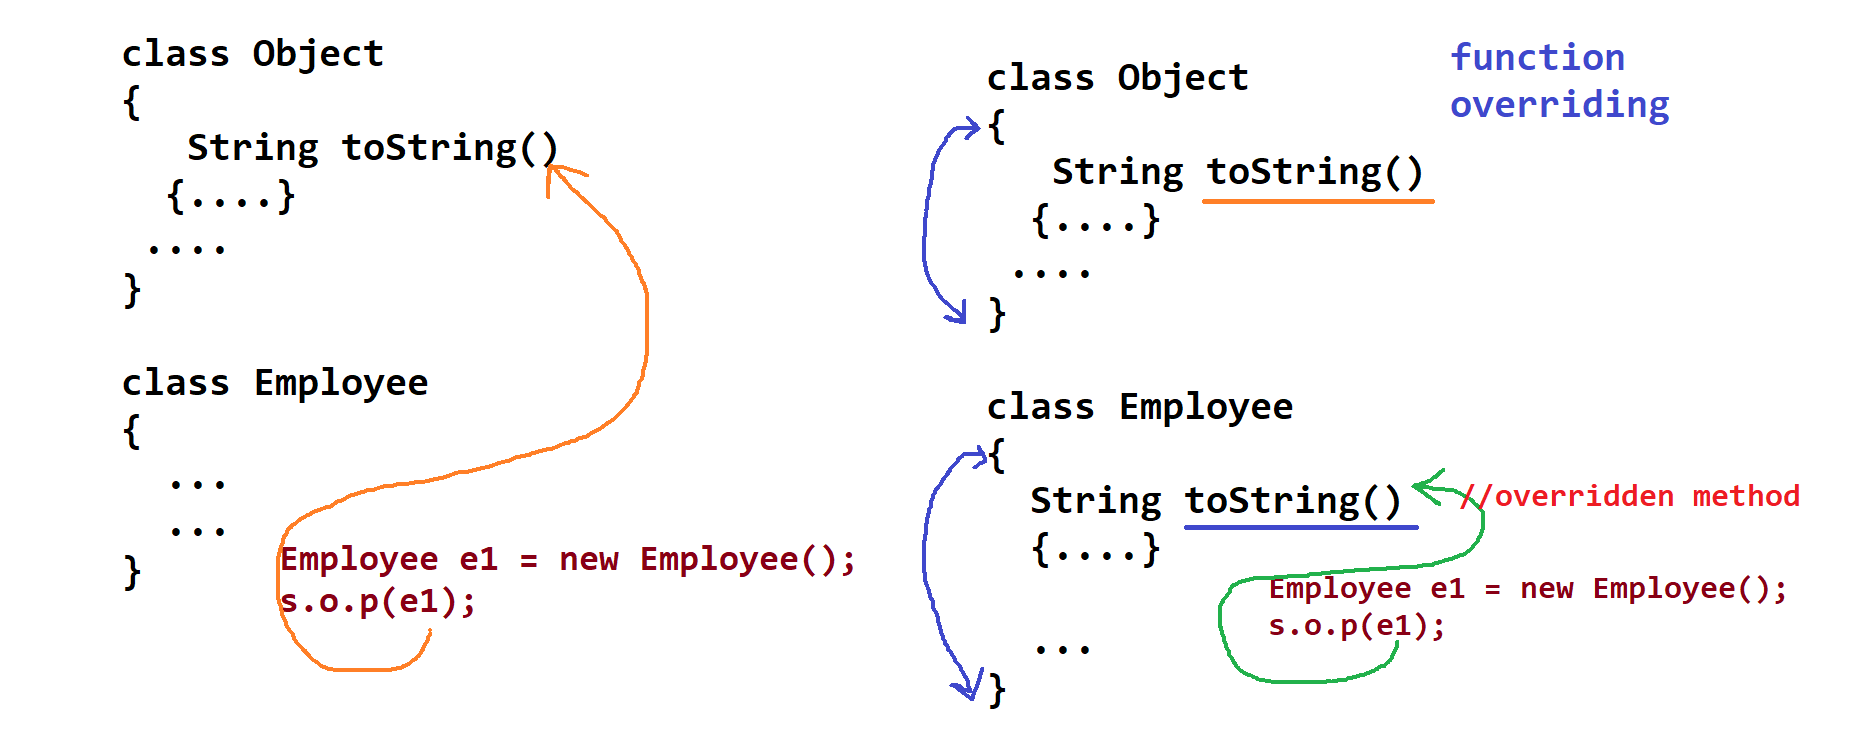 class Object
{
String toString()
{....}
....
}
class Employee
{
...
...
}
Employee e1 = new Employee();
s.o.p(e1);
function
overriding
class Object
{
String toString()
{....}
....
}
class Employee
{
String toString() //overridden method
{....}
Employee e1 = new Employee();
s.o.p(e1);
...
}